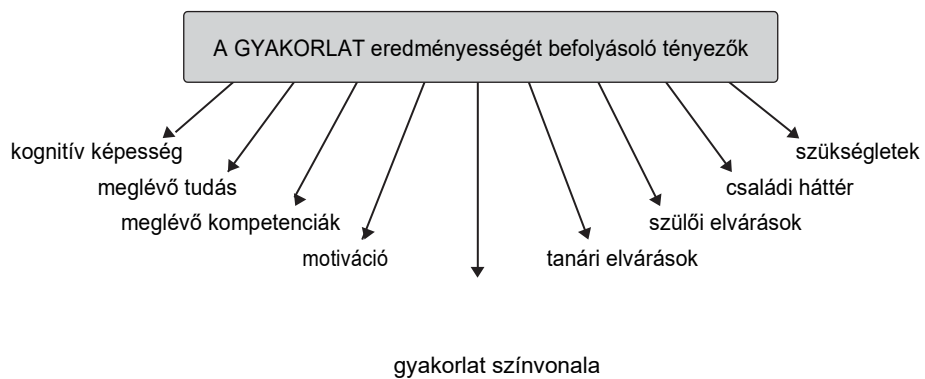 A GYAKORLAT eredményességét befolyásoló tényezők
kognitív képesség
szükségletek
meglévő tudás
családi háttér
meglévő kompetenciák
szülői elvárások
motiváció
tanári elvárások
gyakorlat színvonala